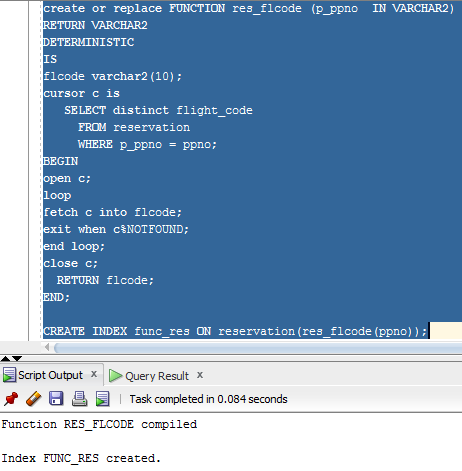 create or replace FUNCTION res_flcode (p_ppno  IN VARCHAR2)
RETURN VARCHAR2
DETERMINISTIC
IS
flcode varchar2(10);
cursor c is
   SELECT distinct flight_code
     FROM reservation
     WHERE p_ppno = ppno;
BEGIN
open c;
loop
fetch c into flcode;
exit when c%NOTFOUND;
end loop;
close c;
  RETURN flcode;
END;
CREATE INDEX func_res ON reservation(res_flcode(ppno));
Script Output x Query Result x
Task completed in 0.084 seconds
Function RES_FLCODE compiled
Index FUNC_RES created.